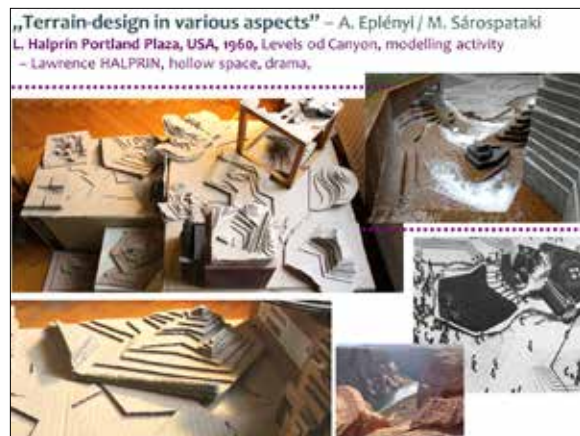 „Terrain-design in various aspects” – A. Eplényi / M. Sárospataki
L. Halprin Portland Plaza, USA, 1960, Levels od Canyon, modelling activity
– Lawrence HALPRIN, hollow space, drama,